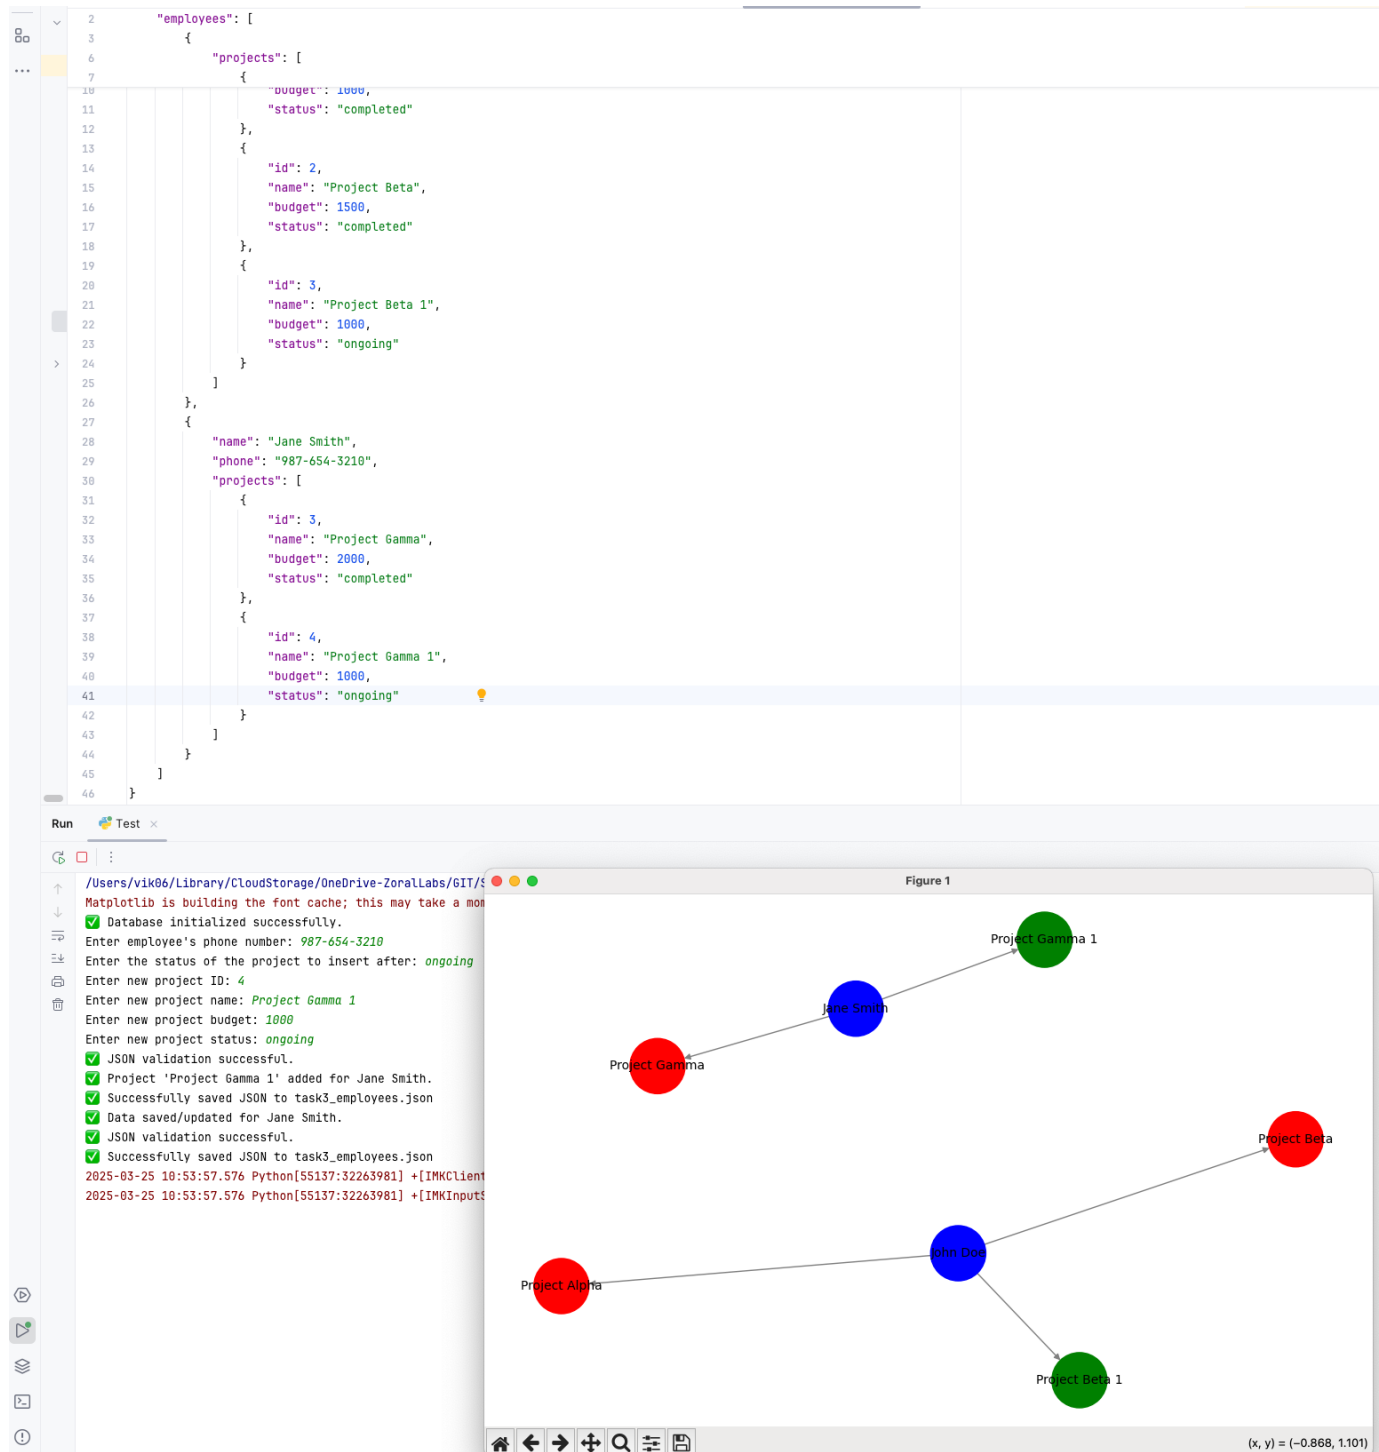 2 "employees": [
3 {
6 "projects": [
7 {
10 "budget": 1000,
11 "status": "completed"
12 },
13 {
14 "id": 2,
15 "name": "Project Beta",
16 "budget": 1500,
17 "status": "completed"
18 },
19 {
20 "id": 3,
21 "name": "Project Beta 1",
22 "budget": 1000,
23 "status": "ongoing"
24 }
25 ]
26 },
27 {
28 "name": "Jane Smith",
29 "phone": "987-654-3210",
30 "projects": [
31 {
32 "id": 3,
33 "name": "Project Gamma",
34 "budget": 2000,
35 "status": "completed"
36 },
37 {
38 "id": 4,
39 "name": "Project Gamma 1",
40 "budget": 1000,
41 "status": "ongoing"
42 }
43 ]
44 }
45 ]
46 }
Run Test ×
/Users/vik06/Library/CloudStorage/OneDrive-ZoralLabs/GIT/S
Matplotlib is building the font cache; this may take a mom
✅ Database initialized successfully.
Enter employee's phone number: 987-654-3210
Enter the status of the project to insert after: ongoing
Enter new project ID: 4
Enter new project name: Project Gamma 1
Enter new project budget: 1000
Enter new project status: ongoing
✅ JSON validation successful.
✅ Project 'Project Gamma 1' added for Jane Smith.
✅ Successfully saved JSON to task3_employees.json
✅ Data saved/updated for Jane Smith.
✅ JSON validation successful.
✅ Successfully saved JSON to task3_employees.json
2025-03-25 10:53:57.576 Python[55137:32263981] +[IMKClient
2025-03-25 10:53:57.576 Python[55137:32263981] +[IMKInputS
Figure 1
Project Gamma 1
Jane Smith
Project Gamma
Project Beta
John Doe
Project Alpha
Project Beta 1
(x, y) = (−0.868, 1.101)